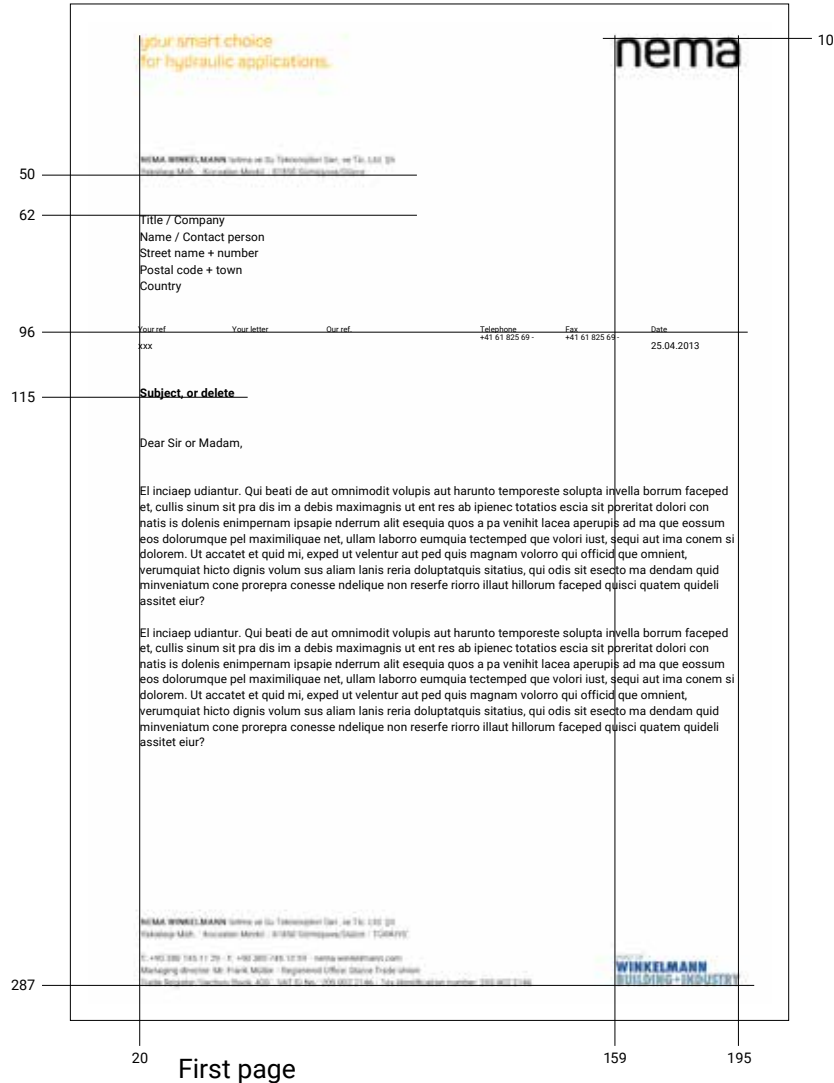 your smart choice
nema
10
for hydraulic applications.
NEMA WINKELMANN
50
62
Title / Company
Name / Contact person
Street name + number
Postal code + town
Country
96
Your ref Your letter Our ref. Telephone Fax Date
+41 61 825 69 - +41 61 825 69 -
xxx 25.04.2013
115
Subject, or delete
Dear Sir or Madam,
El inciaep udiantur. Qui beati de aut omnimodit volupis aut harunto temporeste solupta invella borrum faceped
et, cullis sinum sit pra dis im a debis maximagnis ut ent res ab ipienec totatios escia sit poreritat dolori con
natis is dolenis enimpernam ipsapie nderrum alit esequia quos a pa venihit lacea aperupis ad ma que eossum
eos dolorumque pel maximiliquae net, ullam laborro eumquia tectemped que volori iust, sequi aut ima conem si
dolorem. Ut accatet et quid mi, exped ut velentur aut ped quis magnam volorro qui officid que omnient,
verumquiat hicto dignis volum sus aliam lanis reria doluptatquis sitatius, qui odis sit esecto ma dendam quid
minveniatum cone prorepra conesse ndelique non reserfe riorro illaut hillorum faceped quisci quatem quideli
assitet eiur?
El inciaep udiantur. Qui beati de aut omnimodit volupis aut harunto temporeste solupta invella borrum faceped
et, cullis sinum sit pra dis im a debis maximagnis ut ent res ab ipienec totatios escia sit poreritat dolori con
natis is dolenis enimpernam ipsapie nderrum alit esequia quos a pa venihit lacea aperupis ad ma que eossum
eos dolorumque pel maximiliquae net, ullam laborro eumquia tectemped que volori iust, sequi aut ima conem si
dolorem. Ut accatet et quid mi, exped ut velentur aut ped quis magnam volorro qui officid que omnient,
verumquiat hicto dignis volum sus aliam lanis reria doluptatquis sitatius, qui odis sit esecto ma dendam quid
minveniatum cone prorepra conesse ndelique non reserfe riorro illaut hillorum faceped quisci quatem quideli
assitet eiur?
NEMA WINKELMANN
nema-winkelmann.com
Managing director: Mr. Frank Müller
WINKELMANN
BUILDING+INDUSTRY
287
20 159 195
First page